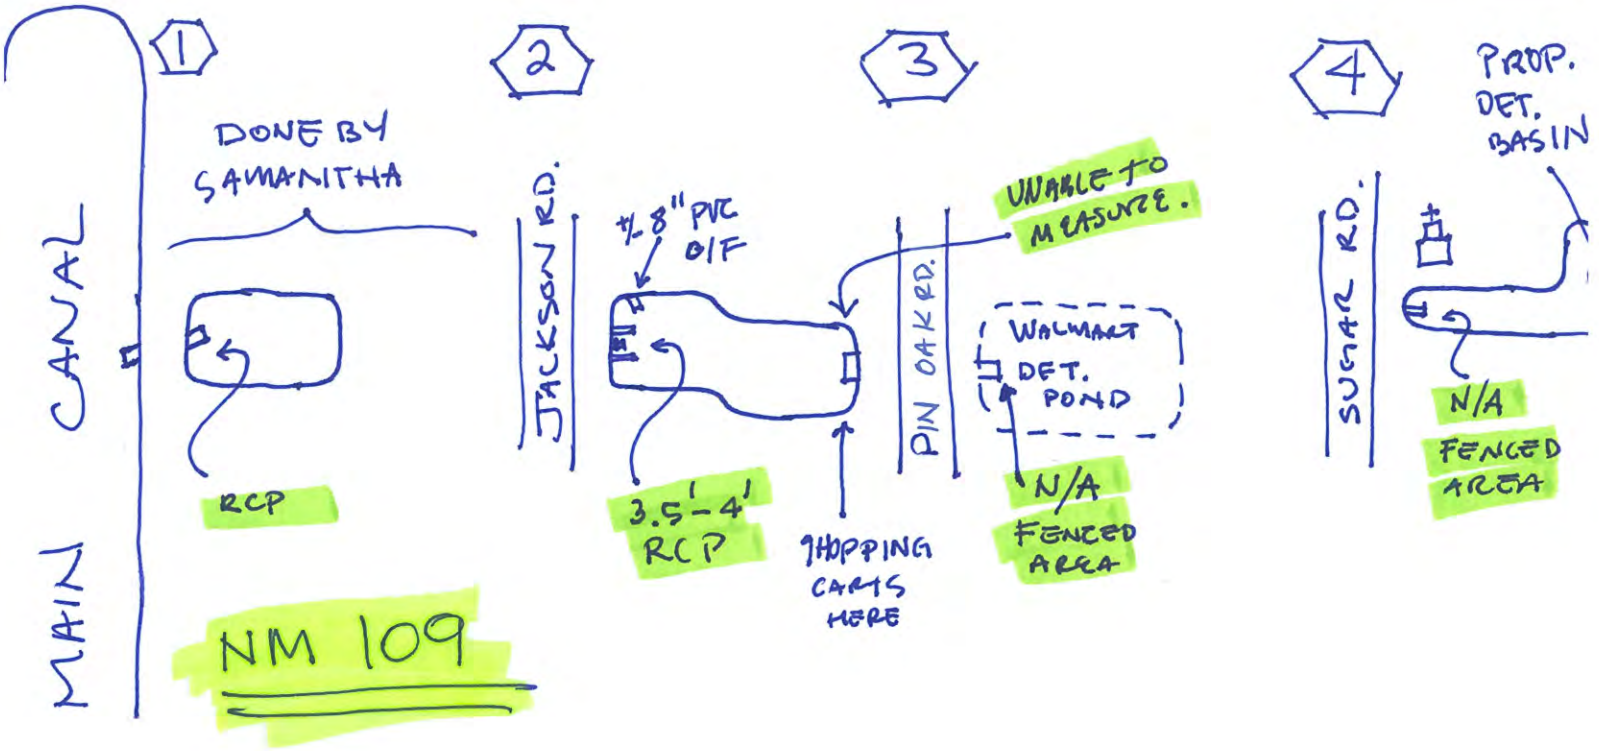 1
2
3
4
PROP.
DET.
BASIN
DONE BY
SAMANITHA
UNABLE TO
MEASURE.
+/- 8" PVC
O/F
MAIN CANAL
JACKSON RD.
PIN OAK RD.
SUGAR RD.
WALMART
DET.
POND
RCP
3.5'-4'
RCP
SHOPPING
CARTS
HERE
N/A
FENCED
AREA
N/A
FENCED
AREA
NM 109